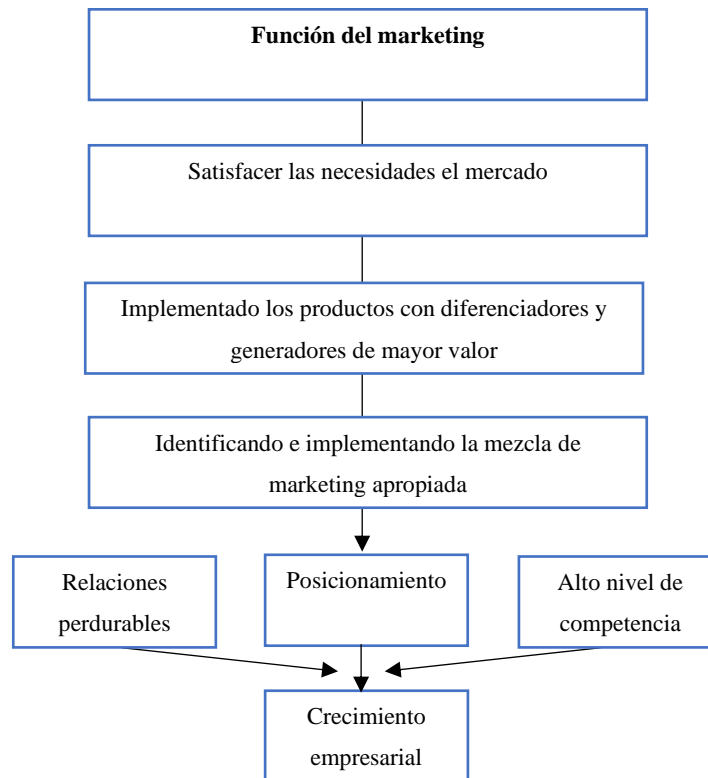 Función del marketing
Satisfacer las necesidades el mercado
Implementado los productos con diferenciadores y
generadores de mayor valor
Identificando e implementando la mezcla de
marketing apropiada
Relaciones
perdurables
Posicionamiento
Alto nivel de
competencia
Crecimiento
empresarial